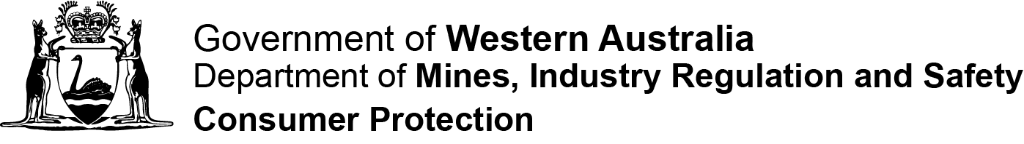 Government of Western Australia
Department of Mines, Industry Regulation and Safety
Consumer Protection